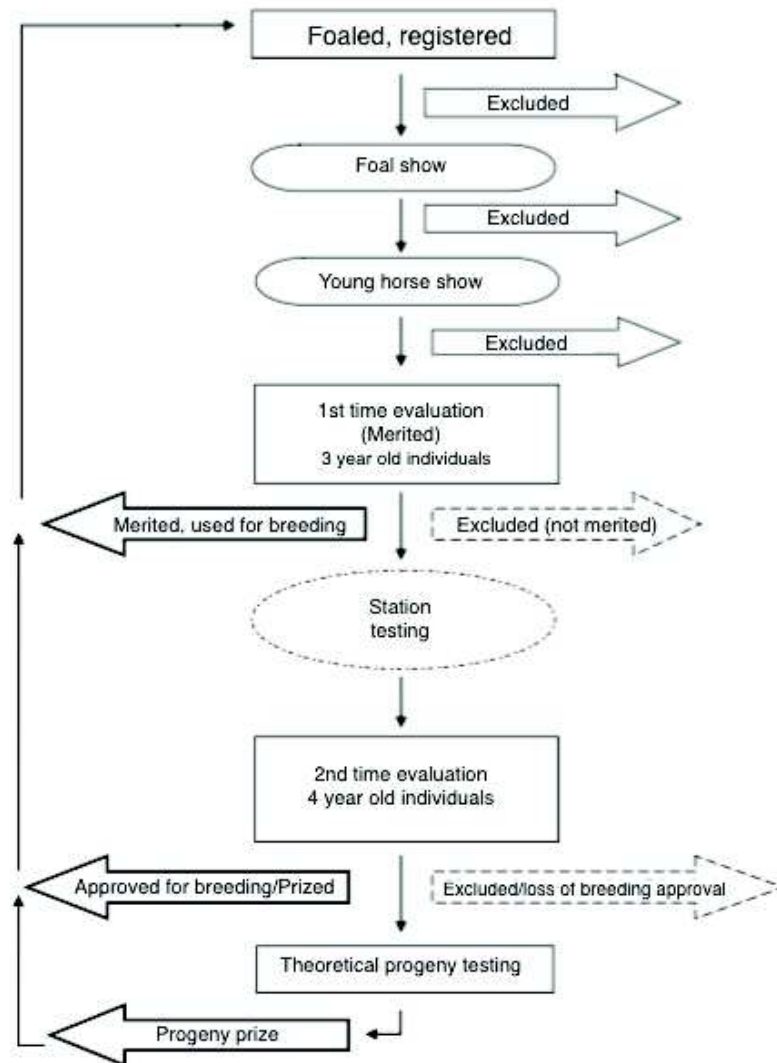 Foaled, registered
Excluded
Foal show
Excluded
Young horse show
Excluded
1st time evaluation
(Merited)
3 year old individuals
Merited, used for breeding
Excluded (not merited)
Station
testing
2nd time evaluation
4 year old individuals
Approved for breeding/Prized
Excluded/loss of breeding approval
Theoretical progeny testing
Progeny prize